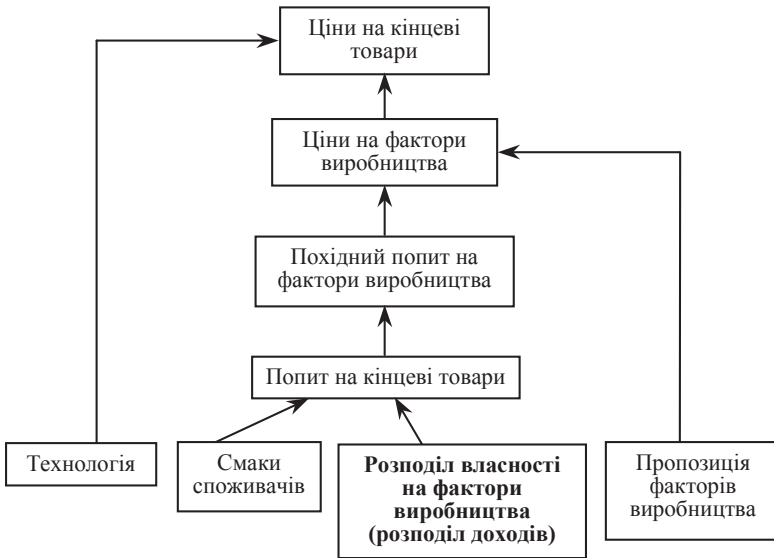 Ціни на кінцеві
товари
Ціни на фактори
виробництва
Похідний попит на
фактори виробництва
Попит на кінцеві товари
Технологія
Смаки
споживачів
Розподіл власності
на фактори
виробництва
(розподіл доходів)
Пропозиція
факторів
виробництва